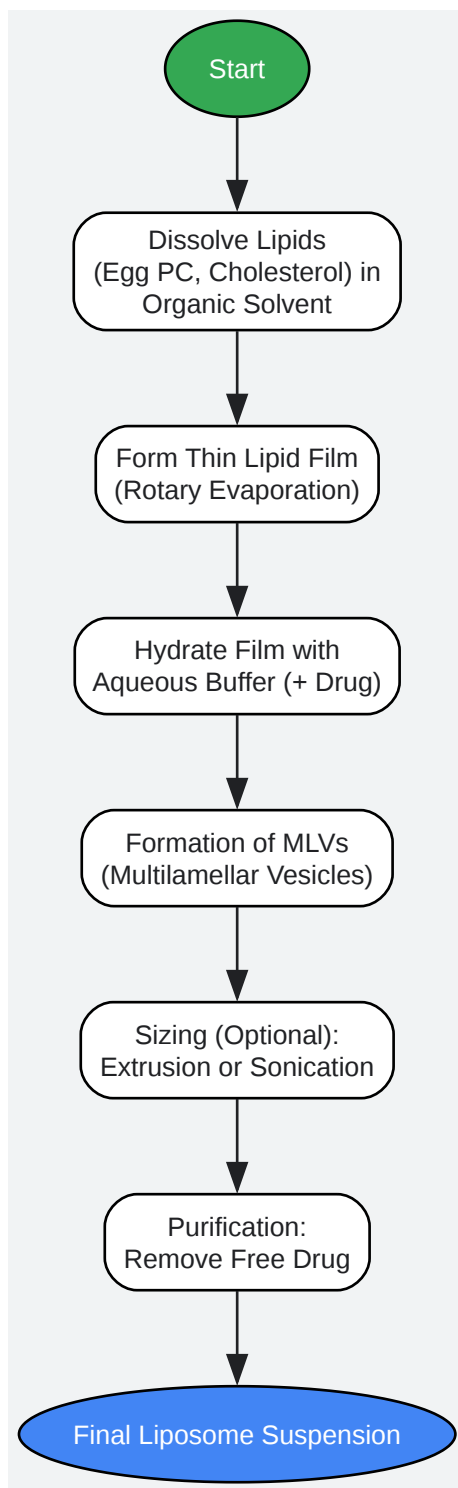 Start
Dissolve Lipids
(Egg PC, Cholesterol) in
Organic Solvent
Form Thin Lipid Film
(Rotary Evaporation)
Hydrate Film with
Aqueous Buffer (+ Drug)
Formation of MLVs
(Multilamellar Vesicles)
Sizing (Optional):
Extrusion or Sonication
Purification:
Remove Free Drug
Final Liposome Suspension